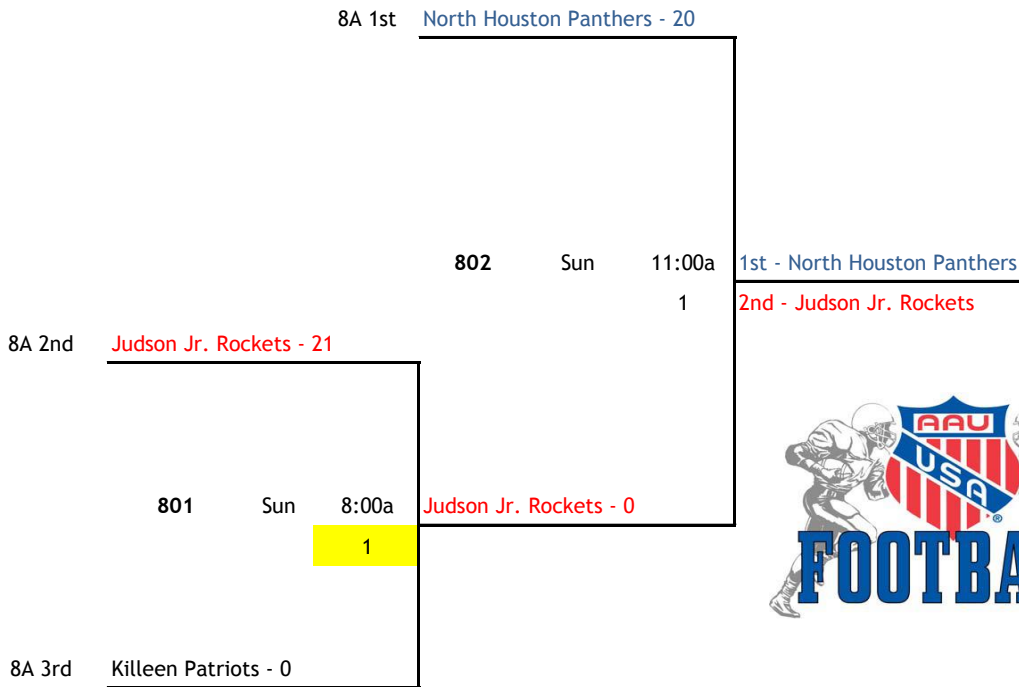 8A 1st North Houston Panthers - 20
802 Sun 11:00a 1st - North Houston Panthers
1 2nd - Judson Jr. Rockets
8A 2nd Judson Jr. Rockets - 21
AAU
USA
®
801 Sun 8:00a Judson Jr. Rockets - 0
1
FOOTBA
8A 3rd Killeen Patriots - 0